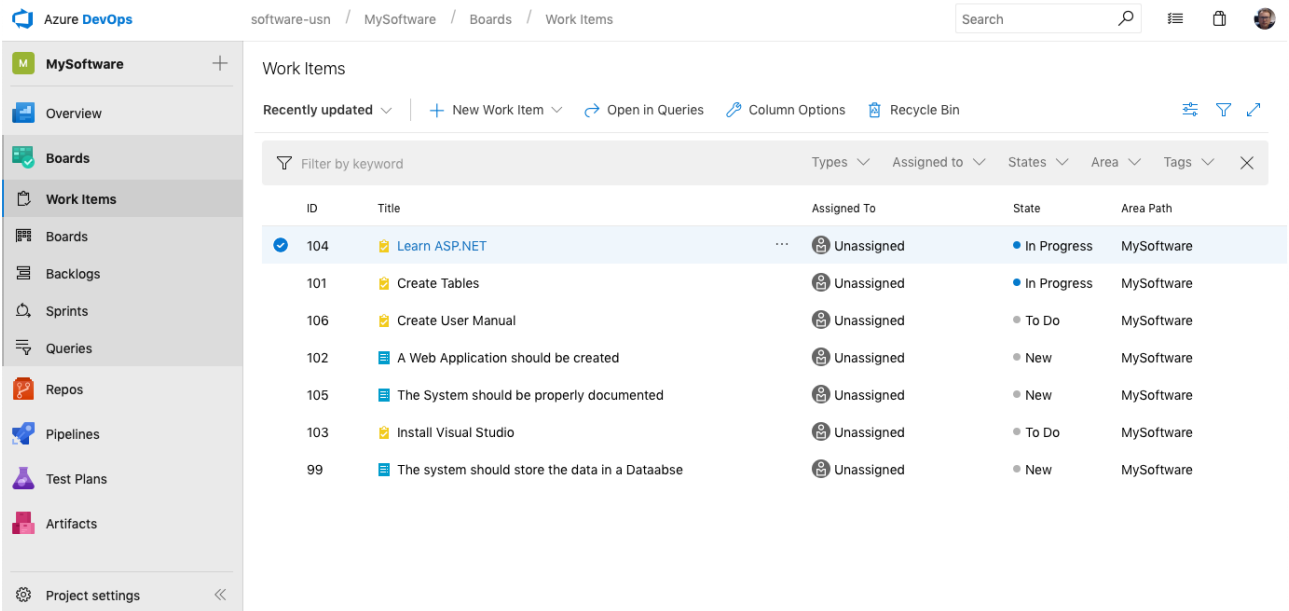 Azure DevOps software-usn / MySoftware / Boards / Work Items Search
M MySoftware
Work Items
Overview
Recently updated New Work Item Open in Queries Column Options Recycle Bin
Boards
Filter by keyword Types Assigned to States Area Tags
Work Items
Boards
Backlogs
Sprints
Queries
Repos
Pipelines
Test Plans
Artifacts
Project settings
ID Title Assigned To State Area Path
104 Learn ASP.NET ... Unassigned In Progress MySoftware
101 Create Tables Unassigned In Progress MySoftware
106 Create User Manual Unassigned To Do MySoftware
102 A Web Application should be created Unassigned New MySoftware
105 The System should be properly documented Unassigned New MySoftware
103 Install Visual Studio Unassigned To Do MySoftware
99 The system should store the data in a Dataabse Unassigned New MySoftware